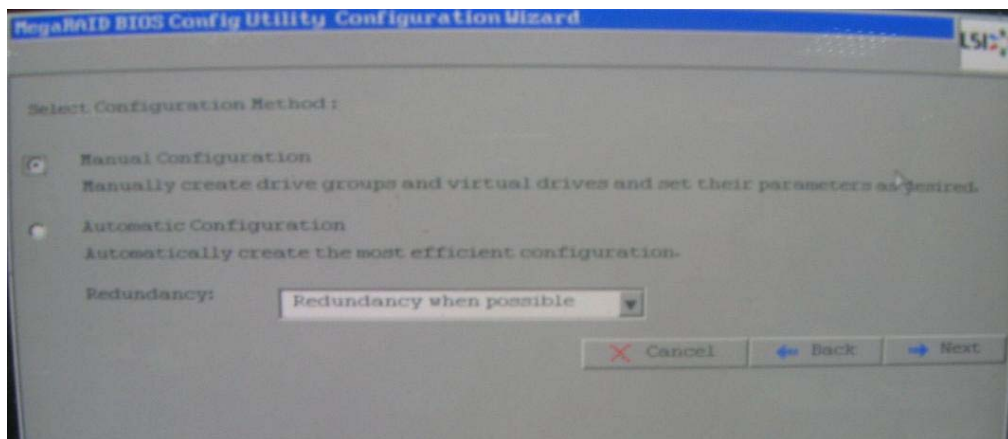 MegaRAID BIOS Config Utility Configuration Wizard
LSI
Select Configuration Method:
Manual Configuration
Manually create drive groups and virtual drives and set their parameters as desired.
Automatic Configuration
Automatically create the most efficient configuration.
Redundancy: Redundancy when possible
Cancel Back Next